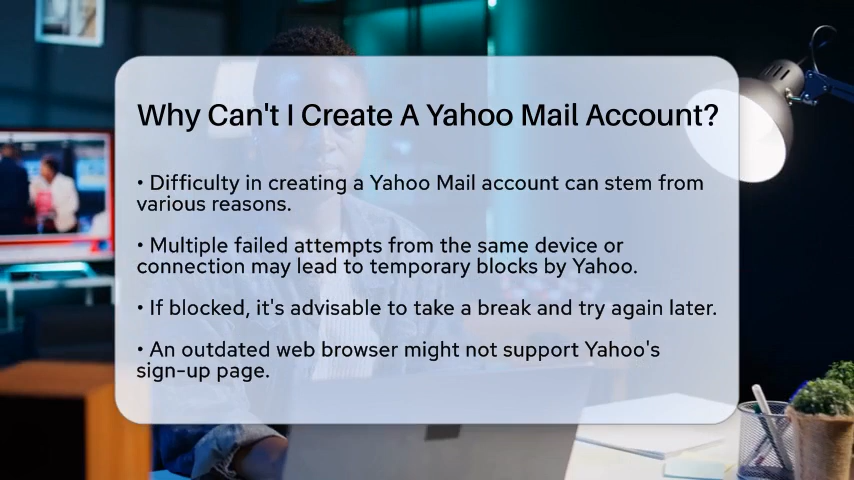 Why Can't I Create A Yahoo Mail Account?
• Difficulty in creating a Yahoo Mail account can stem from
various reasons.
• Multiple failed attempts from the same device or
connection may lead to temporary blocks by Yahoo.
• If blocked, it's advisable to take a break and try again later.
• An outdated web browser might not support Yahoo's
sign-up page.